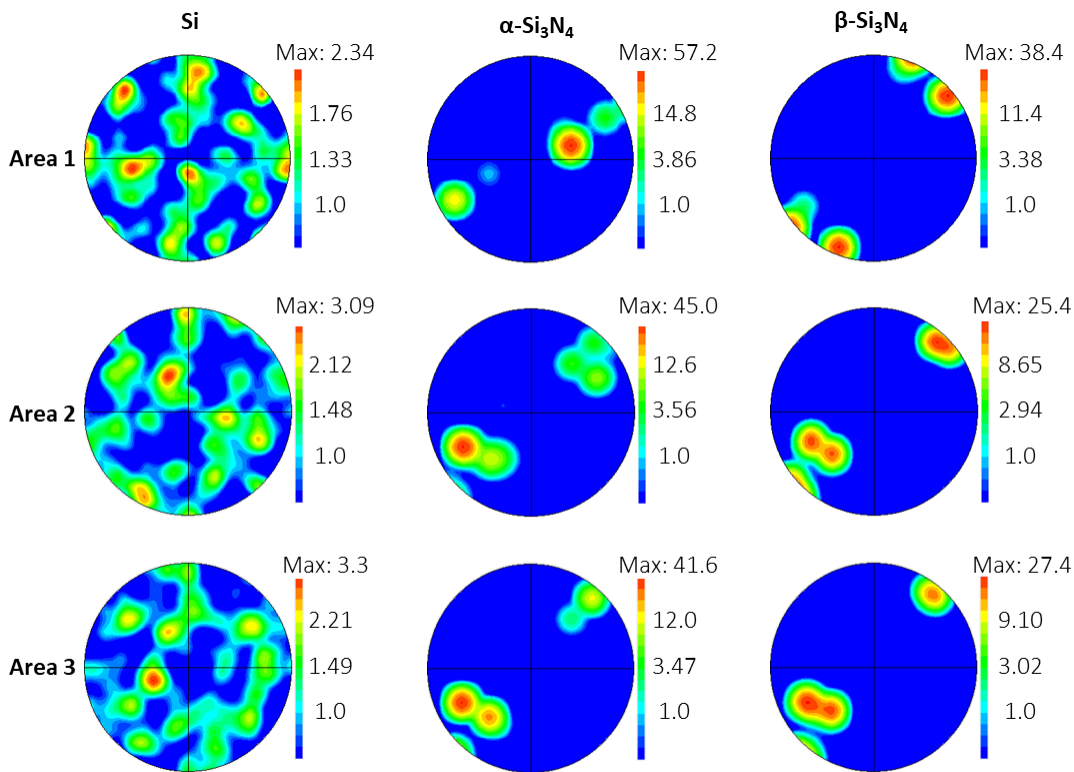 Si
α-Si₃N₄
β-Si₃N₄
Area 1
Max: 2.34
1.76
1.33
1.0
Max: 57.2
14.8
3.86
1.0
Max: 38.4
11.4
3.38
1.0
Area 2
Max: 3.09
2.12
1.48
1.0
Max: 45.0
12.6
3.56
1.0
Max: 25.4
8.65
2.94
1.0
Area 3
Max: 3.3
2.21
1.49
1.0
Max: 41.6
12.0
3.47
1.0
Max: 27.4
9.10
3.02
1.0